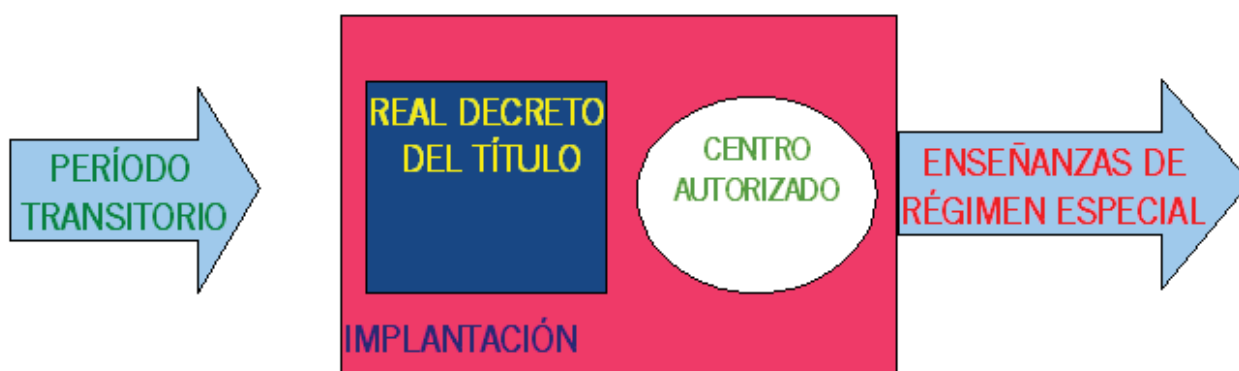 PERÍODO
TRANSITORIO
REAL DECRETO
DEL TÍTULO
CENTRO
AUTORIZADO
IMPLANTACIÓN
ENSEÑANZAS DE
RÉGIMEN ESPECIAL